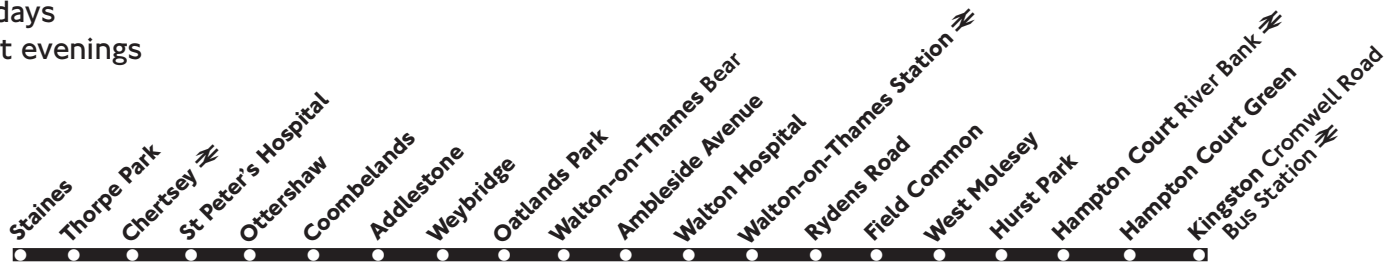 days
t evenings
Staines
Thorpe Park
Chertsey
St Peter's Hospital
Ottershaw
Coombelands
Addlestone
Weybridge
Oatlands Park
Walton-on-Thames Bear
Ambleside Avenue
Walton Hospital
Walton-on-Thames Station
Rydens Road
Field Common
West Molesey
Hurst Park
Hampton Court River Bank
Hampton Court Green
Kingston Cromwell Road
Bus Station